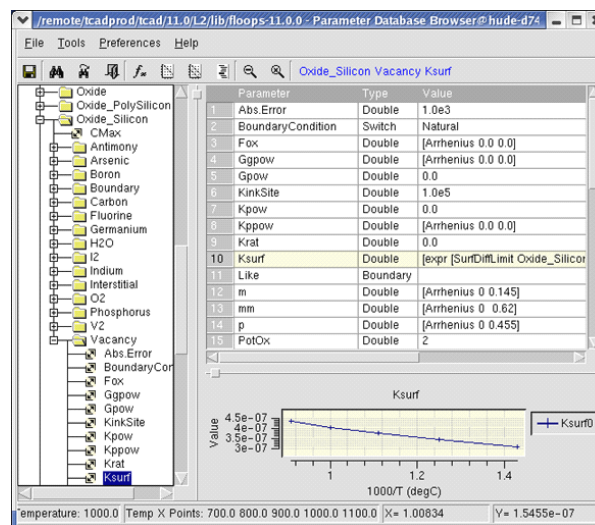 /remote/tcadprod/tcad/11.0/L2/lib/floops-11.0.0 - Parameter Database Browser@hude-d74
File Tools Preferences Help
Oxide_Silicon Vacancy Ksurf
Oxide
Oxide_PolySilicon
Oxide_Silicon
CMax
Antimony
Arsenic
Boron
Boundary
Carbon
Fluorine
Germanium
H2O
I2
Indium
Interstitial
O2
Phosphorus
V2
Vacancy
Abs.Error
BoundaryCor
Fox
Ggpow
Gpow
KinkSite
Kpow
Kppow
Krat
Ksurf
Parameter Type Value
1 Abs.Error Double 1.0e3
2 BoundaryCondition Switch Natural
3 Fox Double [Arrhenius 0.0 0.0]
4 Ggpow Double [Arrhenius 0.0 0.0]
5 Gpow Double 0.0
6 KinkSite Double 1.0e5
7 Kpow Double 0.0
8 Kppow Double [Arrhenius 0.0 0.0]
9 Krat Double 0.0
10 Ksurf Double [expr [SurfDiffLimit Oxide_Silicor
11 Like Boundary
12 m Double [Arrhenius 0 0.145]
13 mm Double [Arrhenius 0 0.62]
14 p Double [Arrhenius 0 0.455]
15 PotOx Double 2
Ksurf
Value
4.5e-07
4e-07
3.5e-07
3e-07
1 1.2 1.4
1000/T (degC)
Ksurf0
Temperature: 1000.0 Temp X Points: 700.0 800.0 900.0 1000.0 1100.0 X= 1.00834 Y= 1.5455e-07